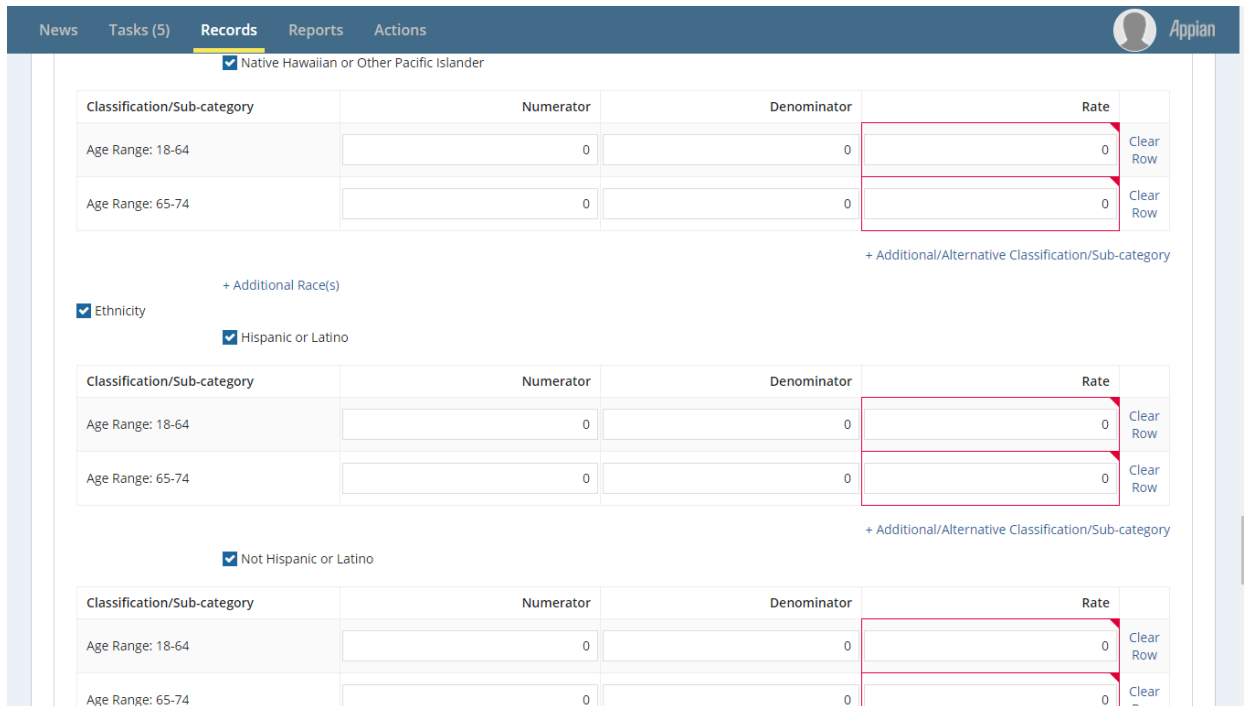 News Tasks (5) Records Reports Actions Appian
Native Hawaiian or Other Pacific Islander
Classification/Sub-category Numerator Denominator Rate
Age Range: 18-64 0 0 0 Clear Row
Age Range: 65-74 0 0 0 Clear Row
+ Additional/Alternative Classification/Sub-category
+ Additional Race(s)
Ethnicity
Hispanic or Latino
Classification/Sub-category Numerator Denominator Rate
Age Range: 18-64 0 0 0 Clear Row
Age Range: 65-74 0 0 0 Clear Row
+ Additional/Alternative Classification/Sub-category
Not Hispanic or Latino
Classification/Sub-category Numerator Denominator Rate
Age Range: 18-64 0 0 0 Clear Row
Age Range: 65-74 0 0 0 Clear